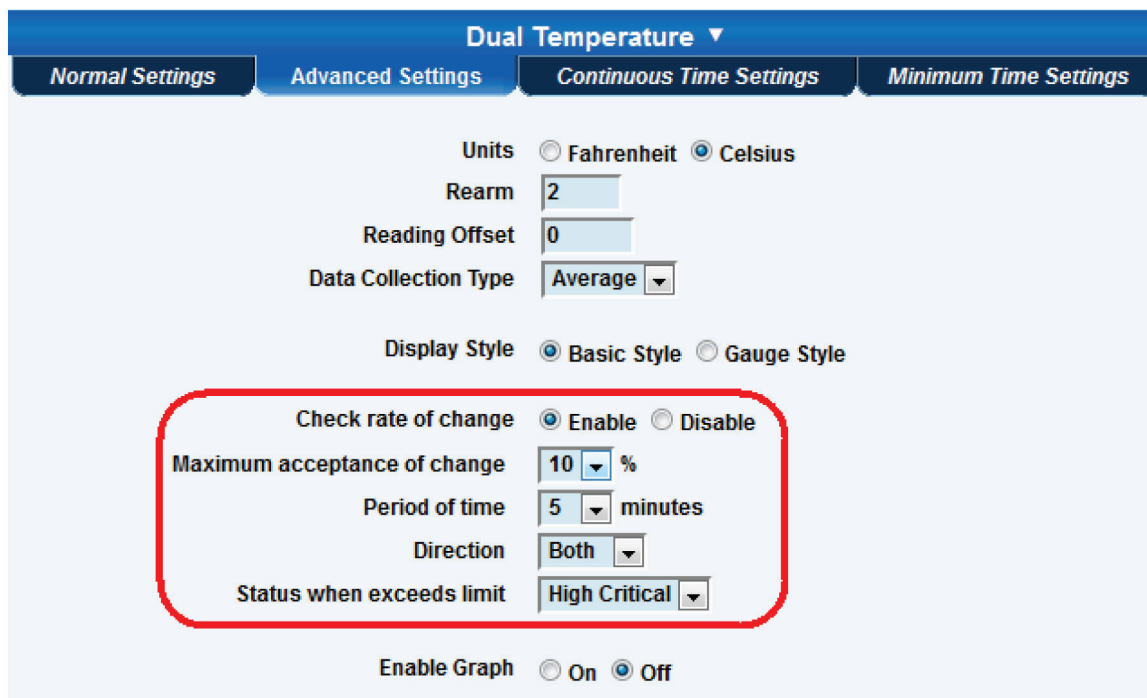 Dual Temperature ▼
Normal Settings Advanced Settings Continuous Time Settings Minimum Time Settings
Units Fahrenheit Celsius
Rearm 2
Reading Offset 0
Data Collection Type Average
Display Style Basic Style Gauge Style
Check rate of change Enable Disable
Maximum acceptance of change 10 %
Period of time 5 minutes
Direction Both
Status when exceeds limit High Critical
Enable Graph On Off